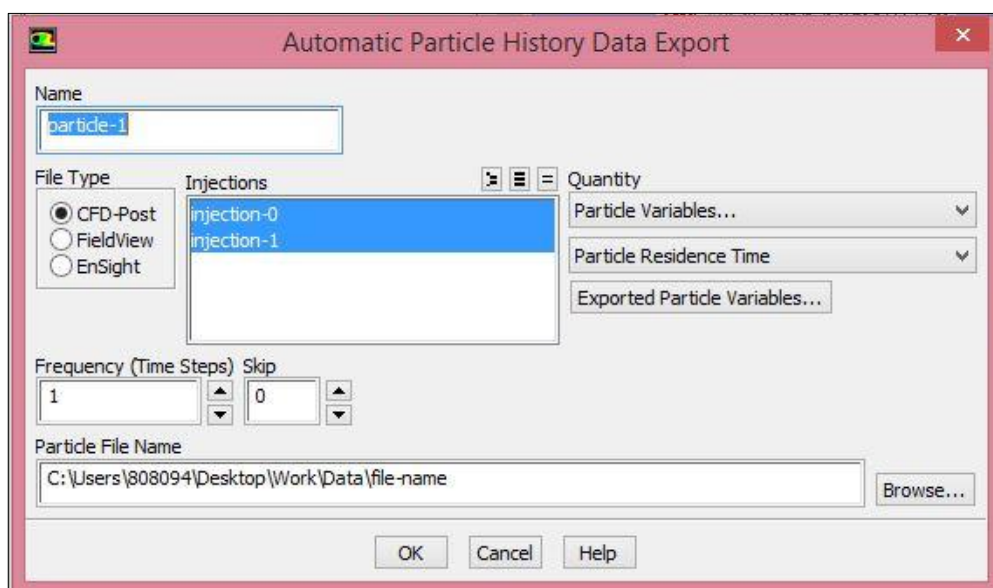 Automatic Particle History Data Export
Name
particle-1
File Type
CFD-Post
FieldView
EnSight
Injections
injection-0
injection-1
Quantity
Particle Variables...
Particle Residence Time
Exported Particle Variables...
Frequency (Time Steps) Skip
1 0
Particle File Name
C:\Users\808094\Desktop\Work\Data\file-name
Browse...
OK Cancel Help